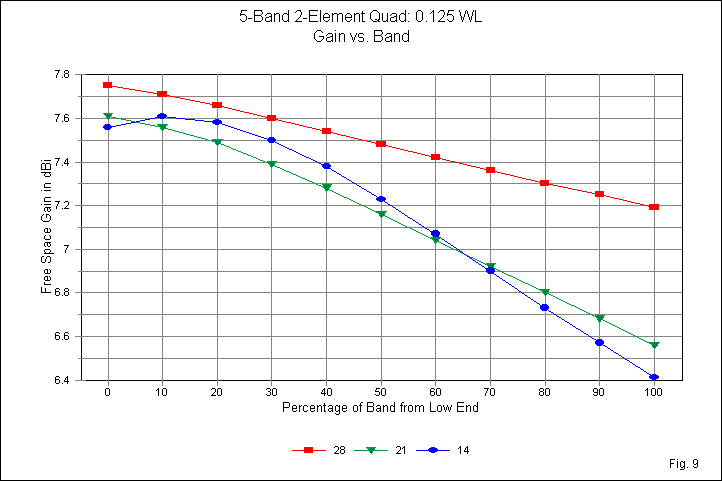 5-Band 2-Element Quad: 0.125 WL
Gain vs. Band
Free Space Gain in dBi
7.8
7.6
7.4
7.2
7
6.8
6.6
6.4
0 10 20 30 40 50 60 70 80 90 100
Percentage of Band from Low End
28 21 14
Fig. 9